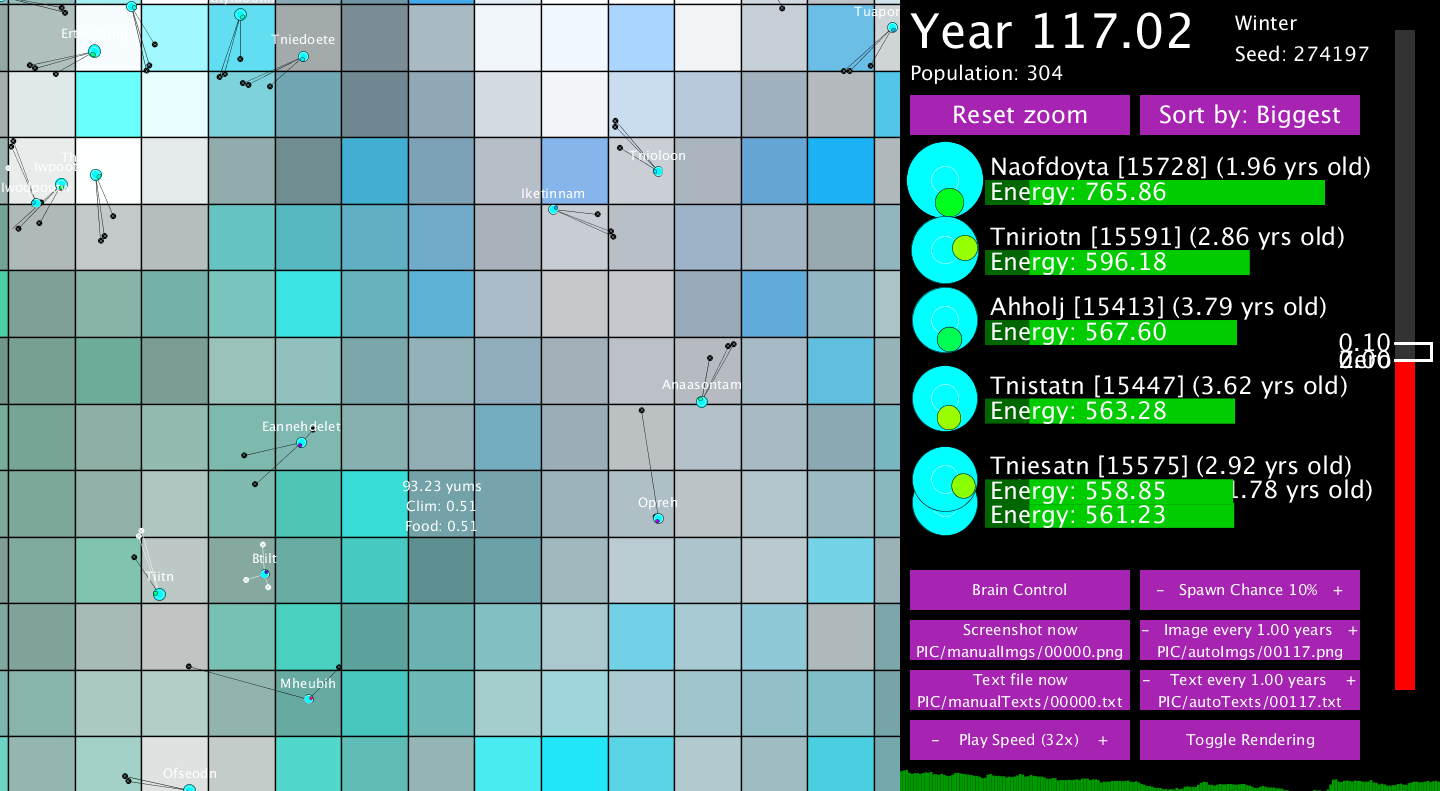 Tniedoete
Tnioloon
Iketinnam
Anaasontam
Eannehdelet
93.23 yums
Clim: 0.51
Food: 0.51
Opreh
Btilt
Tiitn
Mheubih
Ofseodn
Year 117.02
Winter
Seed: 274197
Population: 304
Reset zoom
Sort by: Biggest
Naofdoyta [15728] (1.96 yrs old)
Energy: 765.86
Tniriotn [15591] (2.86 yrs old)
Energy: 596.18
Ahholj [15413] (3.79 yrs old)
Energy: 567.60
0.10
Tnistatn [15447] (3.62 yrs old)
Energy: 563.28
Tniesatn [15575] (2.92 yrs old)
Energy: 558.85
1.78 yrs old)
Energy: 561.23
Brain Control
- Spawn Chance 10% +
Screenshot now
PIC/manualImgs/00000.png
- Image every 1.00 years +
PIC/autoImgs/00117.png
Text file now
PIC/manualTexts/00000.txt
- Text every 1.00 years +
PIC/autoTexts/00117.txt
- Play Speed (32x) +
Toggle Rendering